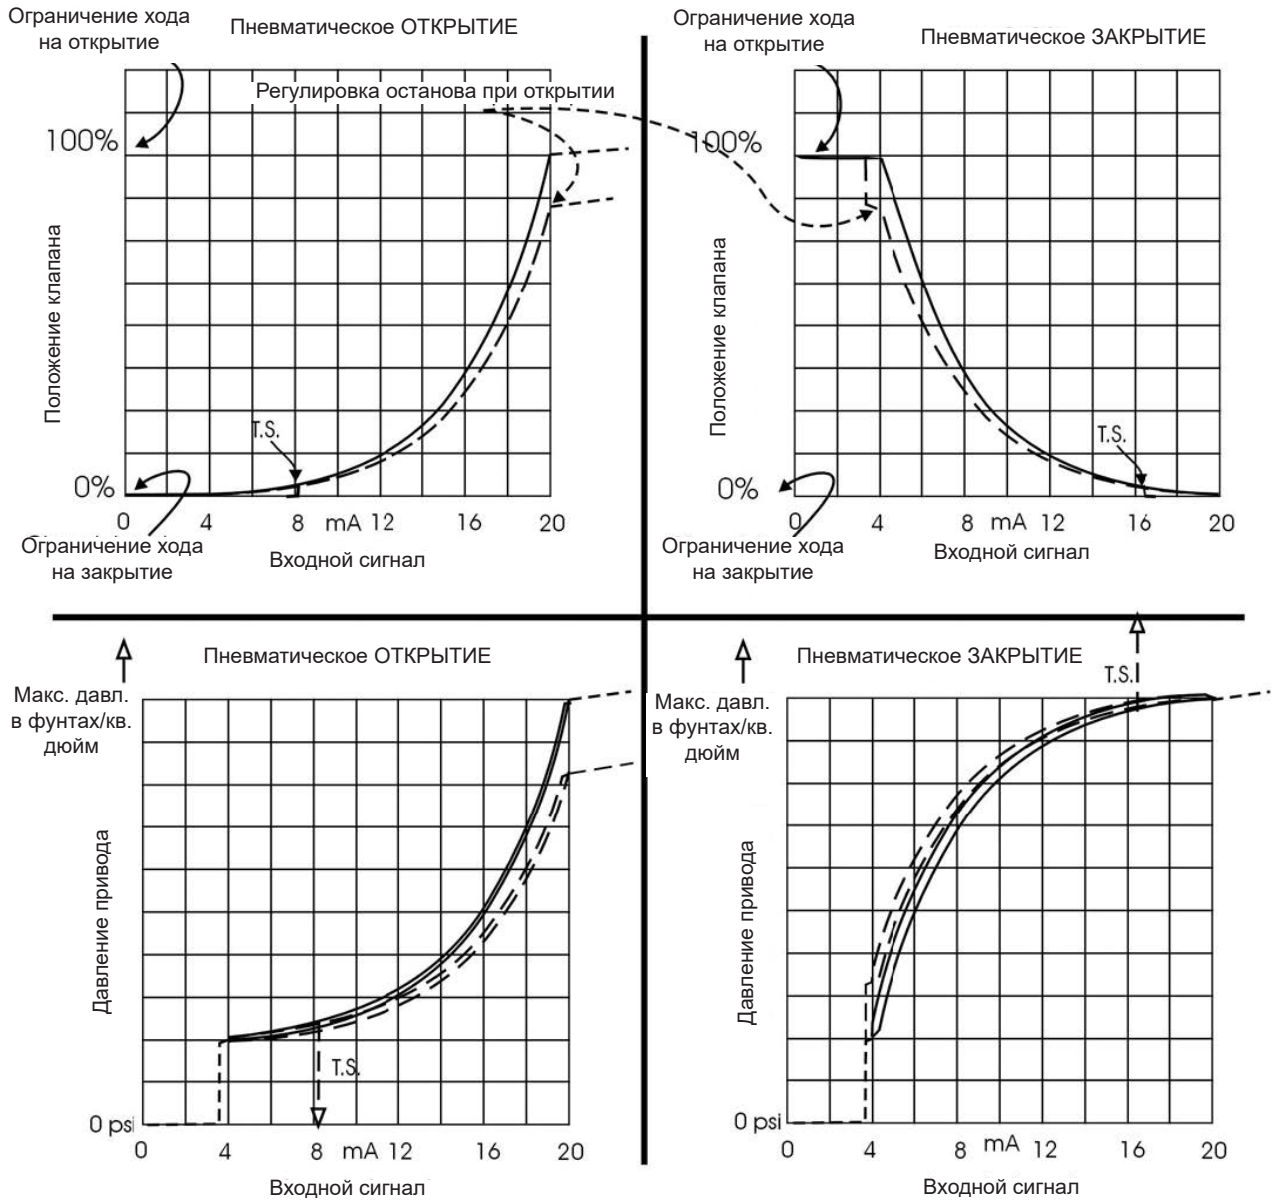 Ограничение хода
на открытие
Пневматическое ОТКРЫТИЕ
Регулировка останова при открытии
100%
Положение клапана
T.S.
0%
0 4 8 mA 12 16 20
Ограничение хода
на закрытие
Входной сигнал
Ограничение хода
на открытие
Пневматическое ЗАКРЫТИЕ
100%
Положение клапана
T.S.
0%
0 4 8 mA 12 16 20
Ограничение хода
на закрытие
Входной сигнал
Пневматическое ОТКРЫТИЕ
Макс. давл.
в фунтах/кв.
дюйм
Давление привода
T.S.
0 psi
0 4 8 mA 12 16 20
Входной сигнал
Пневматическое ЗАКРЫТИЕ
T.S.
Макс. давл.
в фунтах/кв.
дюйм
Давление привода
0 psi
0 4 8 mA 12 16 20
Входной сигнал